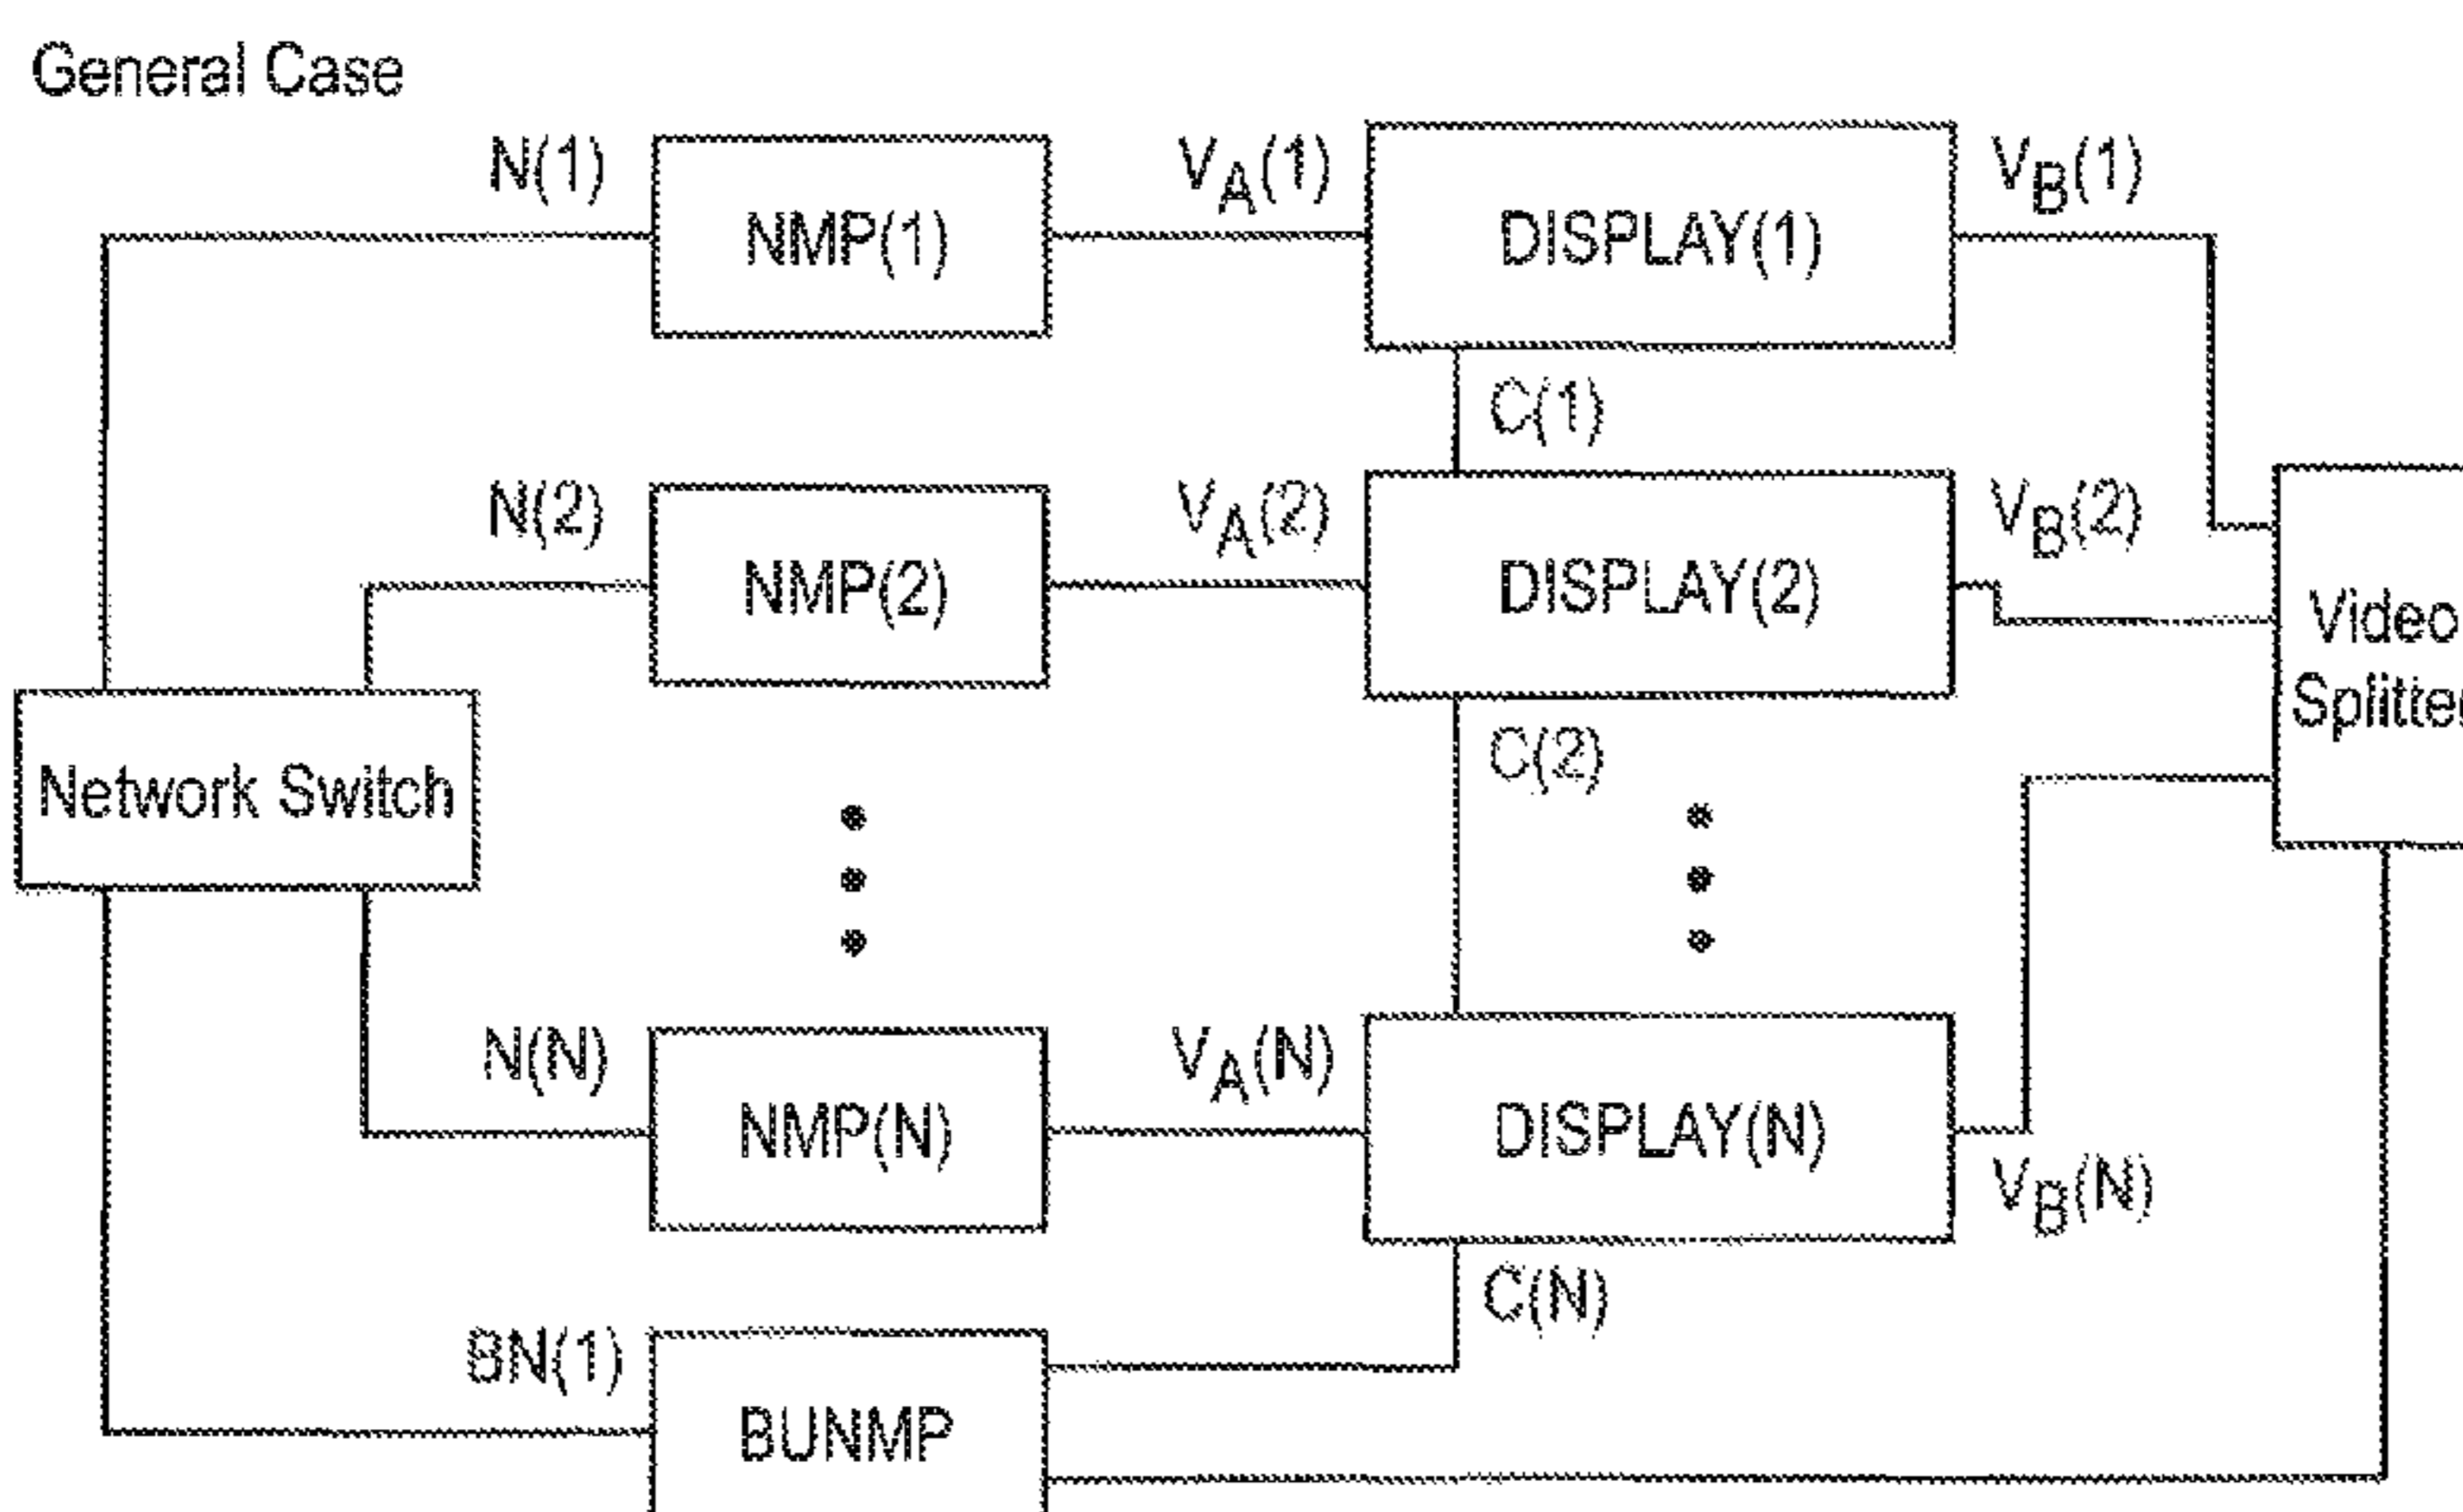 General Case
N(1)
NMP(1)
VA(1)
DISPLAY(1)
VB(1)
C(1)
N(2)
NMP(2)
VA(2)
DISPLAY(2)
VB(2)
Video
Splitter
C(2)
Network Switch
N(N)
NMP(N)
VA(N)
DISPLAY(N)
VB(N)
C(N)
BN(1)
BUNMP